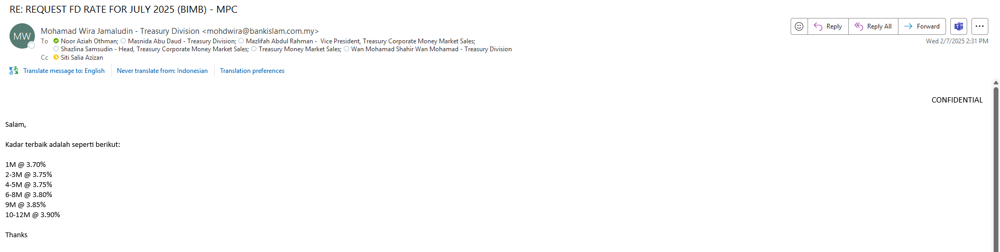 RE: REQUEST FD RATE FOR JULY 2025 (BIMB) - MPC
MW
Mohamad Wira Jamaludin - Treasury Division <mohdwira@bankislam.com.my>
To Noor Aziah Othman; Masnida Abu Daud - Treasury Division; Mazlifah Abdul Rahman - Vice President, Treasury Corporate Money Market Sales;
Shazlina Samsudin - Head, Treasury Corporate Money Market Sales; Treasury Money Market Sales; Wan Mohamad Shahir Wan Mohamad - Treasury Division
Cc Siti Salia Azizan
Reply
Reply All
Forward
Wed 2/7/2025 2:31 PM
Translate message to: English
Never translate from: Indonesian
Translation preferences
CONFIDENTIAL
Salam,
Kadar terbaik adalah seperti berikut:
1M @ 3.70%
2-3M @ 3.75%
4-5M @ 3.75%
6-8M @ 3.80%
9M @ 3.85%
10-12M @ 3.90%
Thanks